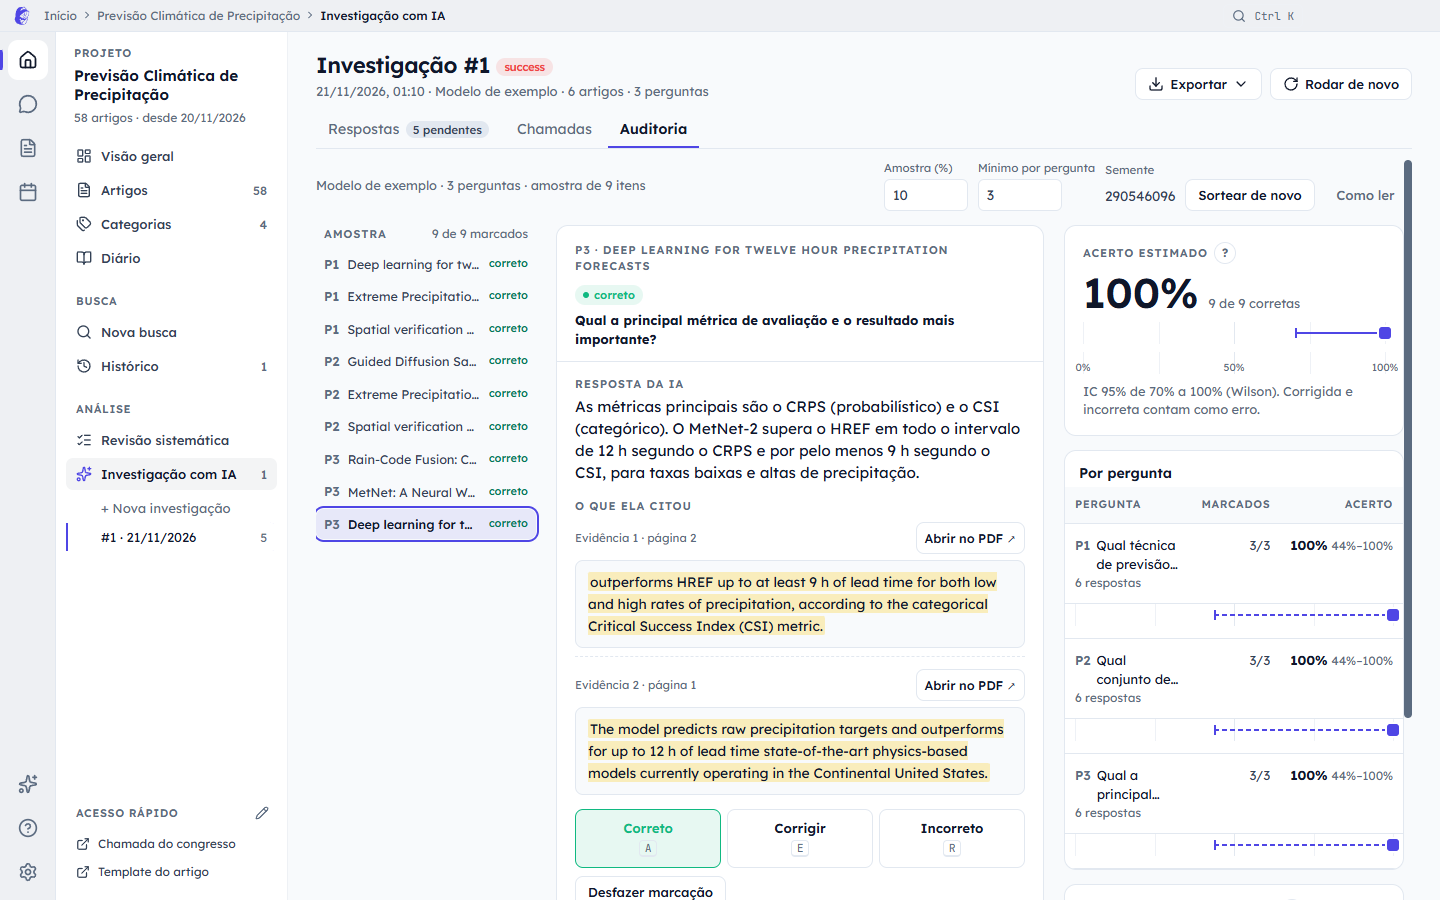 Início > Previsão Climática de Precipitação > Investigação com IA
Ctrl K
PROJETO
Previsão Climática de
Precipitação
58 artigos · desde 20/11/2026
Visão geral
Artigos 58
Categorias 4
Diário
BUSCA
Nova busca
Histórico 1
ANÁLISE
Revisão sistemática
Investigação com IA 1
+ Nova investigação
#1 · 21/11/2026 5
ACESSO RÁPIDO
Chamada do congresso
Template do artigo
Investigação #1 success
21/11/2026, 01:10 · Modelo de exemplo · 6 artigos · 3 perguntas
Exportar
Rodar de novo
Respostas 5 pendentes Chamadas Auditoria
Modelo de exemplo · 3 perguntas · amostra de 9 itens
Amostra (%) Mínimo por pergunta Semente
10 3 290546096 Sortear de novo Como ler
AMOSTRA 9 de 9 marcados
P1 Deep learning for tw... correto
P1 Extreme Precipitatio... correto
P1 Spatial verification ... correto
P2 Guided Diffusion Sa... correto
P2 Extreme Precipitatio... correto
P2 Spatial verification ... correto
P3 Rain-Code Fusion: C... correto
P3 MetNet: A Neural W... correto
P3 Deep learning for t... correto
P3 · DEEP LEARNING FOR TWELVE HOUR PRECIPITATION
FORECASTS
correto
Qual a principal métrica de avaliação e o resultado mais
importante?
RESPOSTA DA IA
As métricas principais são o CRPS (probabilístico) e o CSI
(categórico). O MetNet-2 supera o HREF em todo o intervalo
de 12 h segundo o CRPS e por pelo menos 9 h segundo o
CSI, para taxas baixas e altas de precipitação.
O QUE ELA CITOU
Evidência 1 · página 2 Abrir no PDF ↗
outperforms HREF up to at least 9 h of lead time for both low
and high rates of precipitation, according to the categorical
Critical Success Index (CSI) metric.
Evidência 2 · página 1 Abrir no PDF ↗
The model predicts raw precipitation targets and outperforms
for up to 12 h of lead time state-of-the-art physics-based
models currently operating in the Continental United States.
Correto Corrigir Incorreto
A E R
Desfazer marcação
ACERTO ESTIMADO ?
100% 9 de 9 corretas
0% 50% 100%
IC 95% de 70% a 100% (Wilson). Corrigida e
incorreta contam como erro.
Por pergunta
PERGUNTA MARCADOS ACERTO
P1 Qual técnica 3/3 100% 44%–100%
de previsão...
6 respostas
P2 Qual 3/3 100% 44%–100%
conjunto de...
6 respostas
P3 Qual a 3/3 100% 44%–100%
principal...
6 respostas